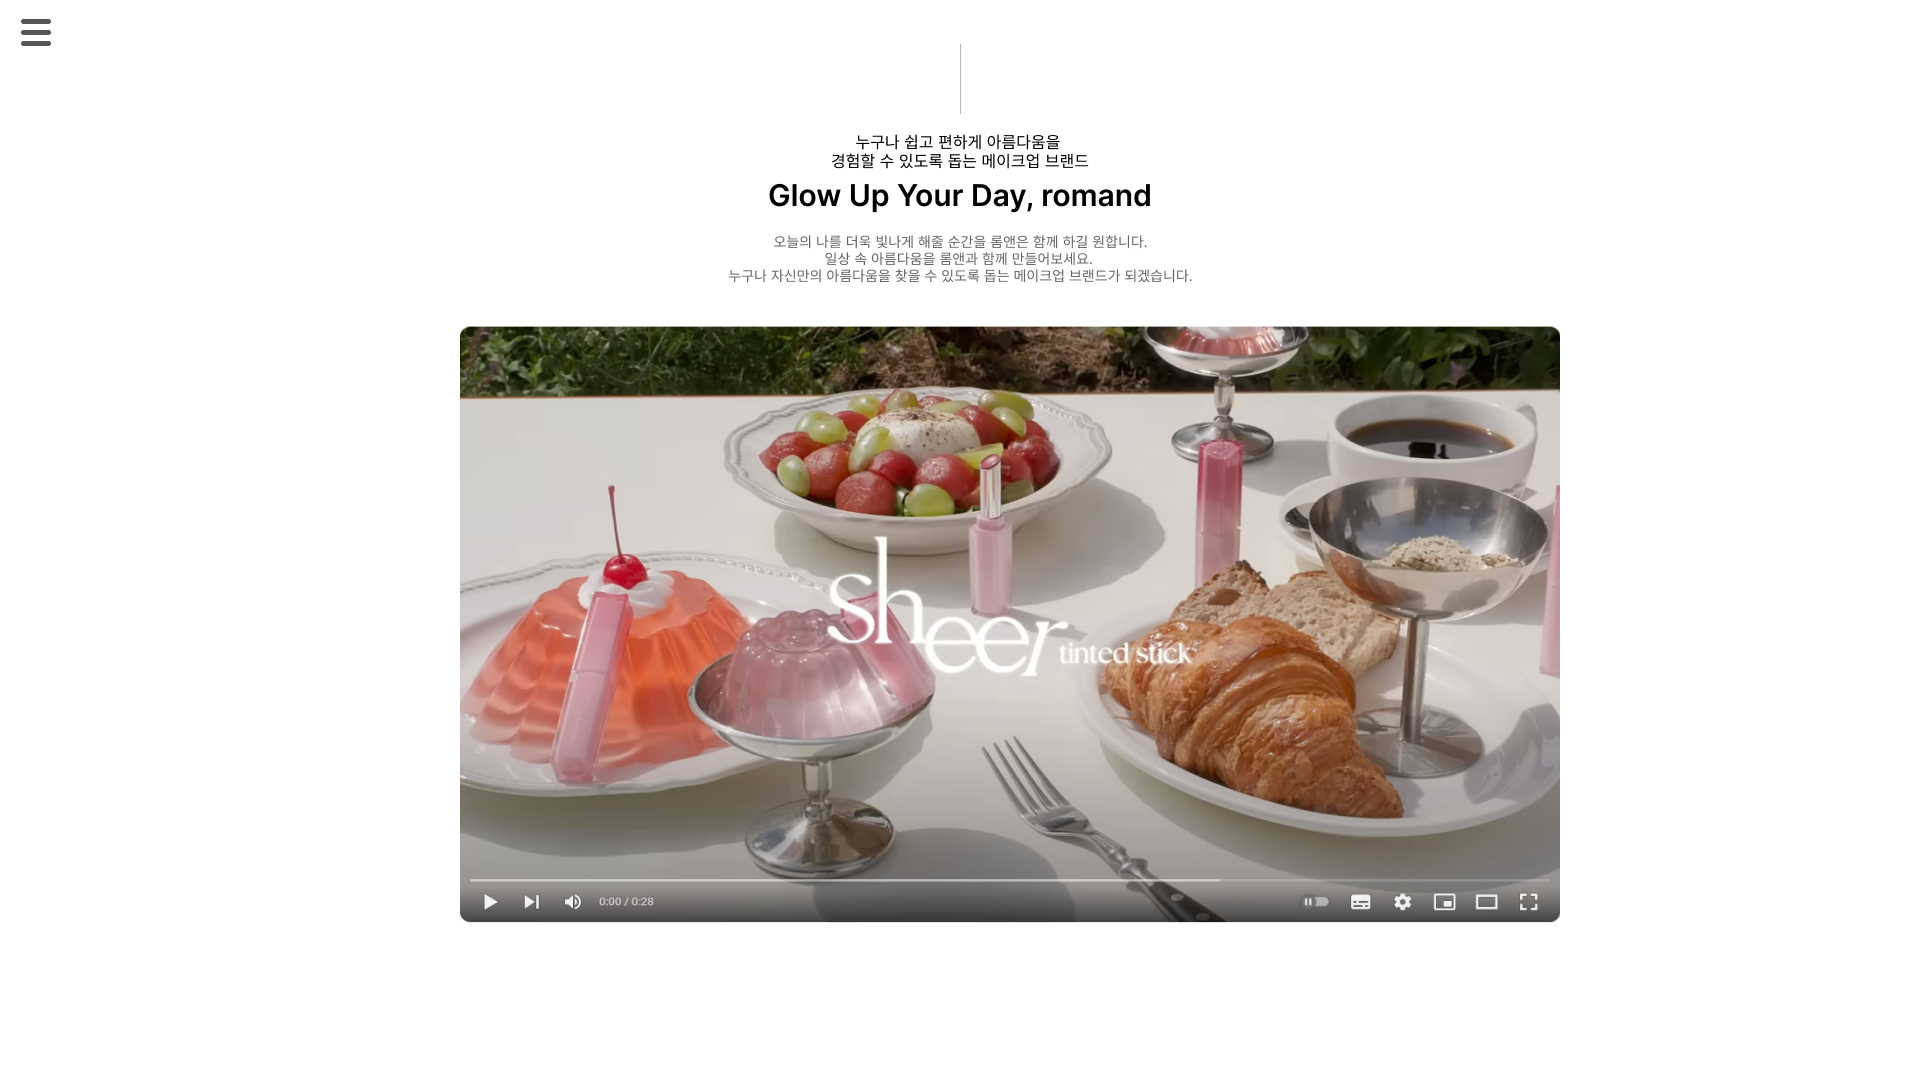 누구나 쉽고 편하게 아름다움을
경험할 수 있도록 돕는 메이크업 브랜드
Glow Up Your Day, romand
오늘의 나를 더욱 빛나게 해줄 순간을 롬앤은 함께 하길 원합니다.
일상 속 아름다움을 롬앤과 함께 만들어보세요.
누구나 자신만의 아름다움을 찾을 수 있도록 돕는 메이크업 브랜드가 되겠습니다.
sheer tinted stick
0:00 / 0:28